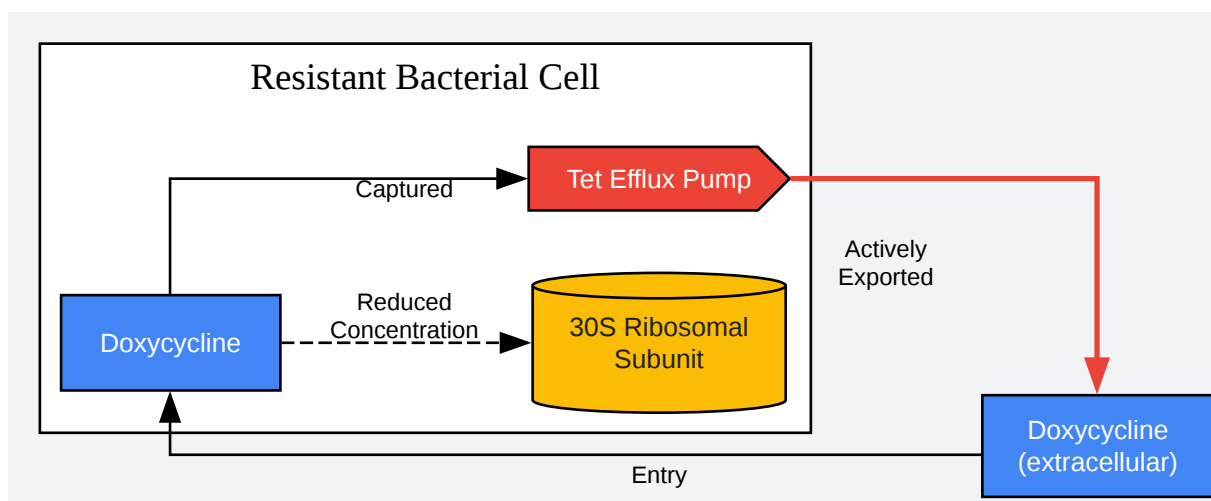 Resistant Bacterial Cell
Captured
Tet Efflux Pump
Actively
Exported
Reduced
Concentration
Doxycycline
30S Ribosomal
Subunit
Doxycycline
(extracellular)
Entry